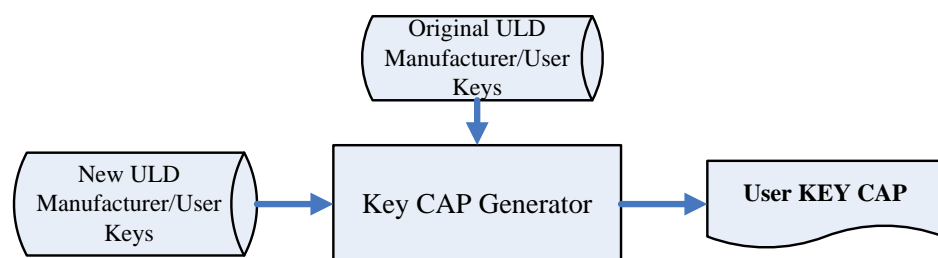 Original ULD
Manufacturer/User
Keys
New ULD
Manufacturer/User
Keys
Key CAP Generator
User KEY CAP